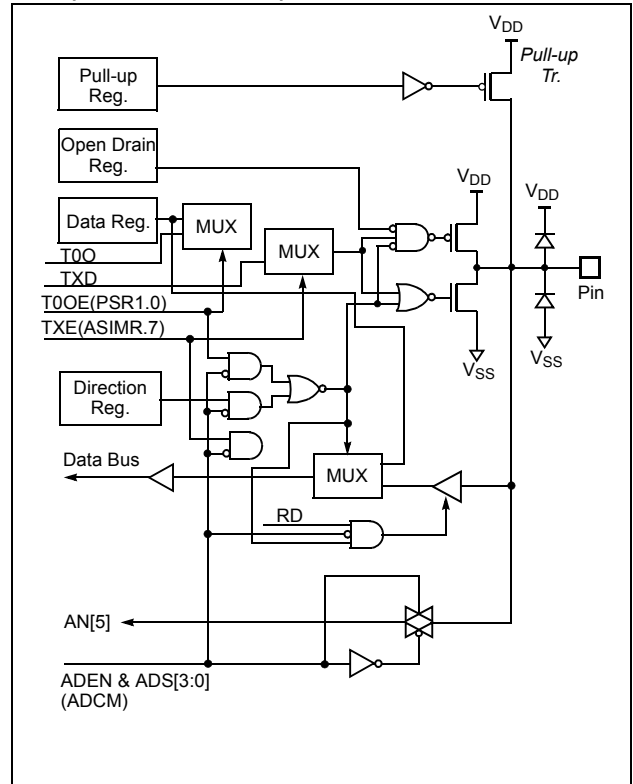 VDD
Pull-up
Tr.
Pull-up
Reg.
Open Drain
Reg.
VDD
VDD
Data Reg.
MUX
MUX
T0O
TXD
T0OE(PSR1.0)
TXE(ASIMR.7)
Pin
VSS
VSS
Direction
Reg.
Data Bus
MUX
RD
AN[5]
ADEN & ADS[3:0]
(ADCM)